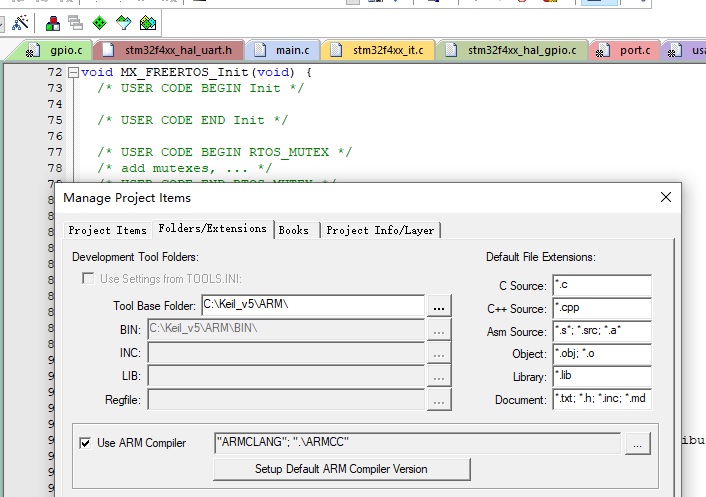 gpio.c stm32f4xx_hal_uart.h main.c stm32f4xx_it.c stm32f4xx_hal_gpio.c port.c usa
72 void MX_FREERTOS_Init(void) {
73 /* USER CODE BEGIN Init */
74
75 /* USER CODE END Init */
76
77 /* USER CODE BEGIN RTOS_MUTEX */
78 /* add mutexes, ... */
Manage Project Items
Project Items Folders/Extensions Books Project Info/Layer
Development Tool Folders: Default File Extensions:
Use Settings from TOOLS.INI: C Source: *.c
Tool Base Folder: C:\Keil_v5\ARM\ ... C++ Source: *.cpp
BIN: C:\Keil_v5\ARM\BIN\ ... Asm Source: *.s*; *.src; *.a*
INC: ... Object: *.obj; *.o
LIB: ... Library: *.lib
Regfile: ... Document: *.txt; *.h; *.inc; *.md
Use ARM Compiler "ARMCLANG"; ".\ARMCC" ... ibu
Setup Default ARM Compiler Version